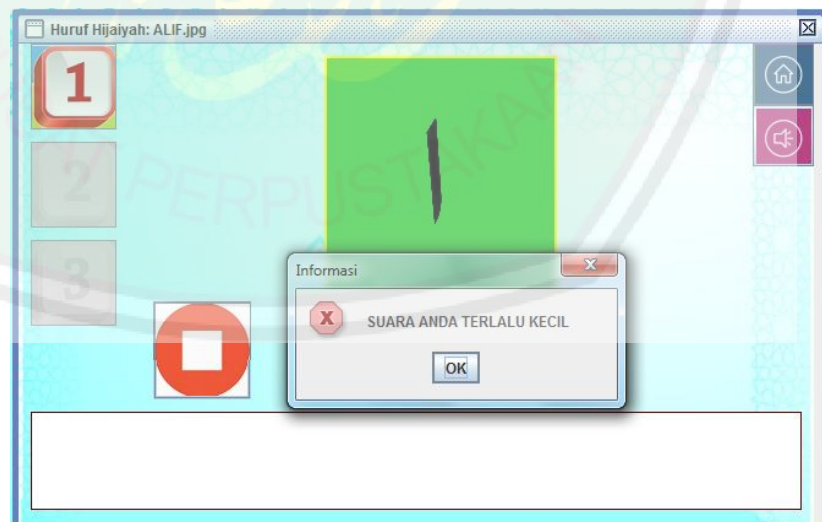 Huruf Hijaiyah: ALIF.jpg
1
ا
2
PERPUSTAKAAN
3
Informasi
SUARA ANDA TERLALU KECIL
OK